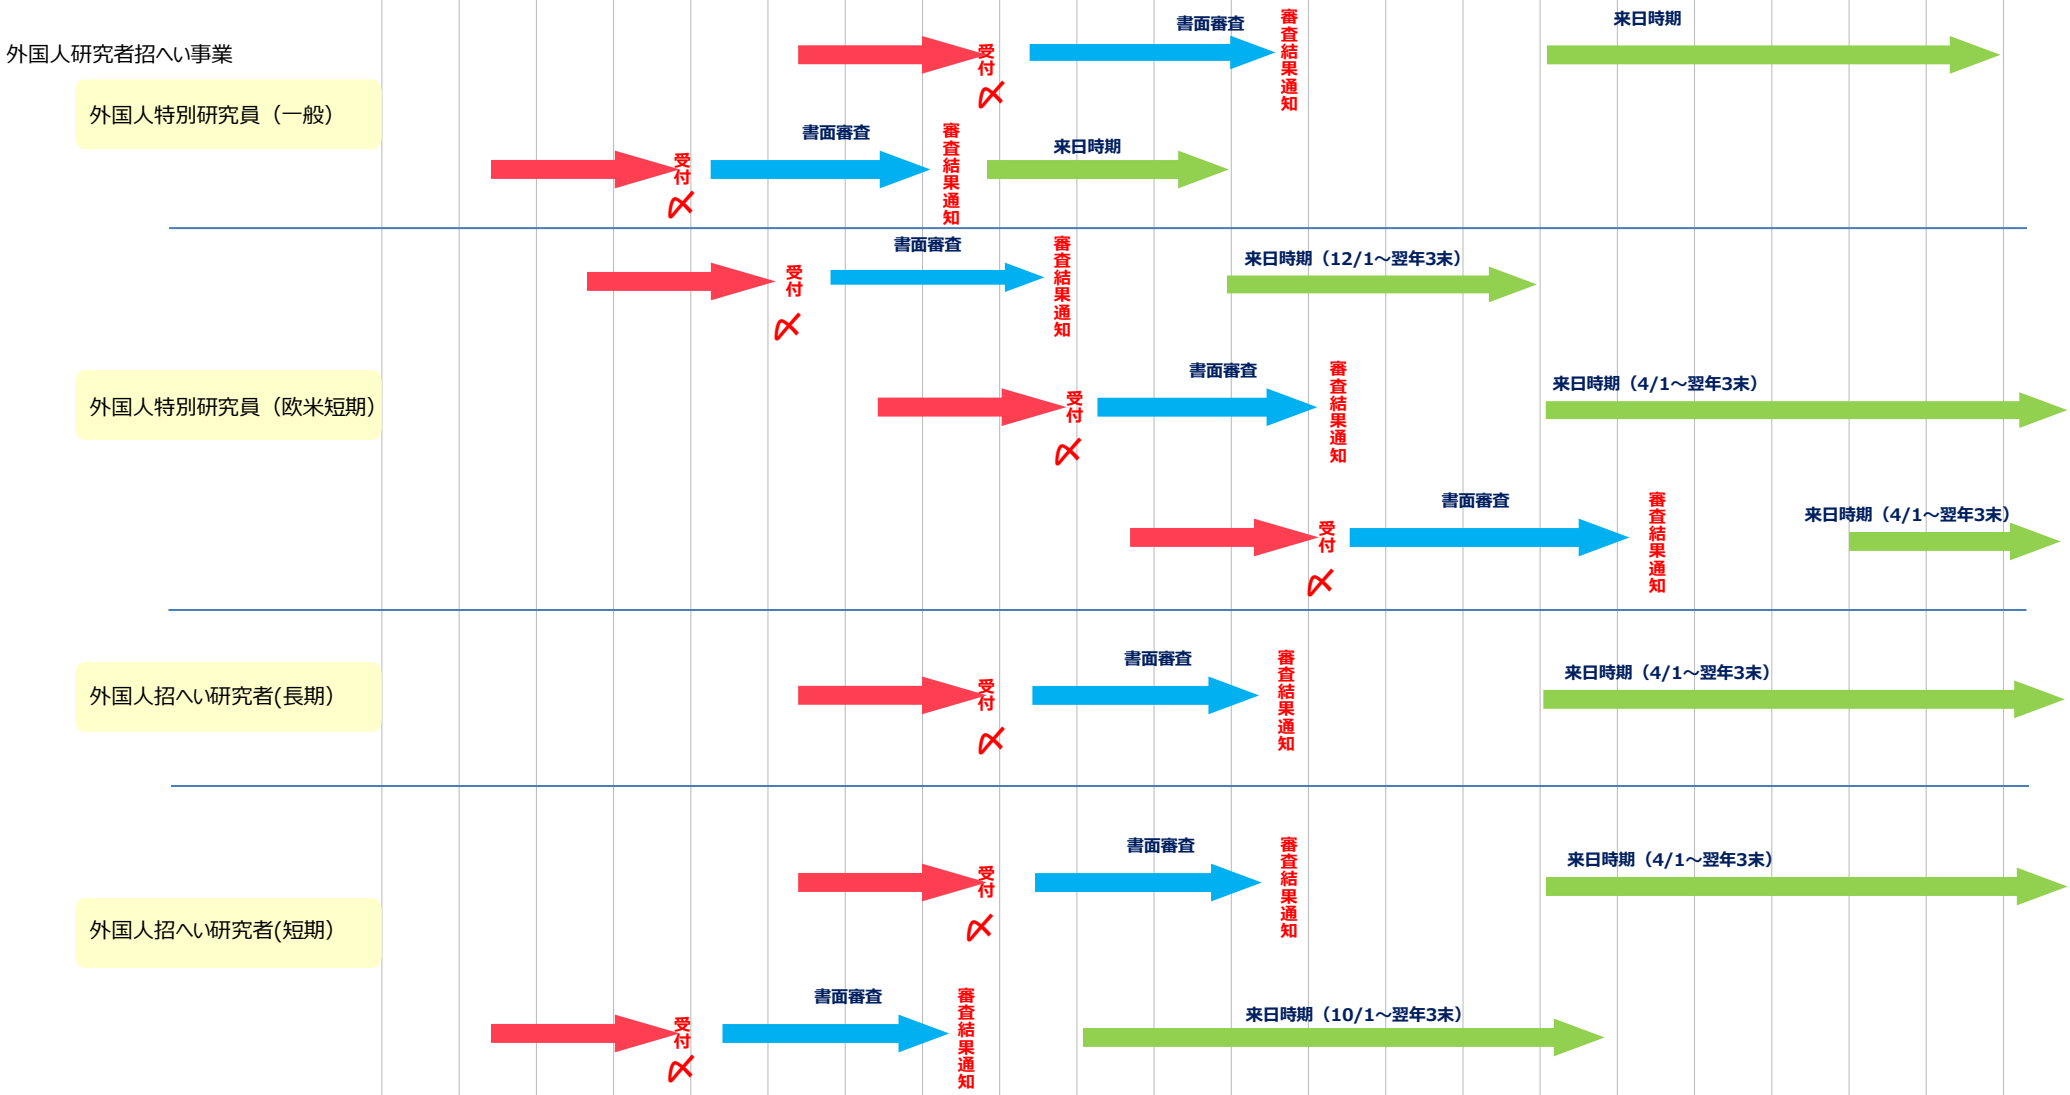 外国人研究者招へい事業
書面審査
審査結果通知
来日時期
受付
〆
外国人特別研究員（一般）
書面審査
審査結果通知
来日時期
受付
〆
書面審査
審査結果通知
来日時期（12/1～翌年3末）
受付
〆
外国人特別研究員（欧米短期）
書面審査
審査結果通知
来日時期（4/1～翌年3末）
受付
〆
書面審査
審査結果通知
来日時期（4/1～翌年3末）
受付
〆
外国人招へい研究者(長期）
書面審査
審査結果通知
来日時期（4/1～翌年3末）
受付
〆
書面審査
審査結果通知
来日時期（4/1～翌年3末）
受付
〆
外国人招へい研究者(短期）
書面審査
審査結果通知
来日時期（10/1～翌年3末）
受付
〆